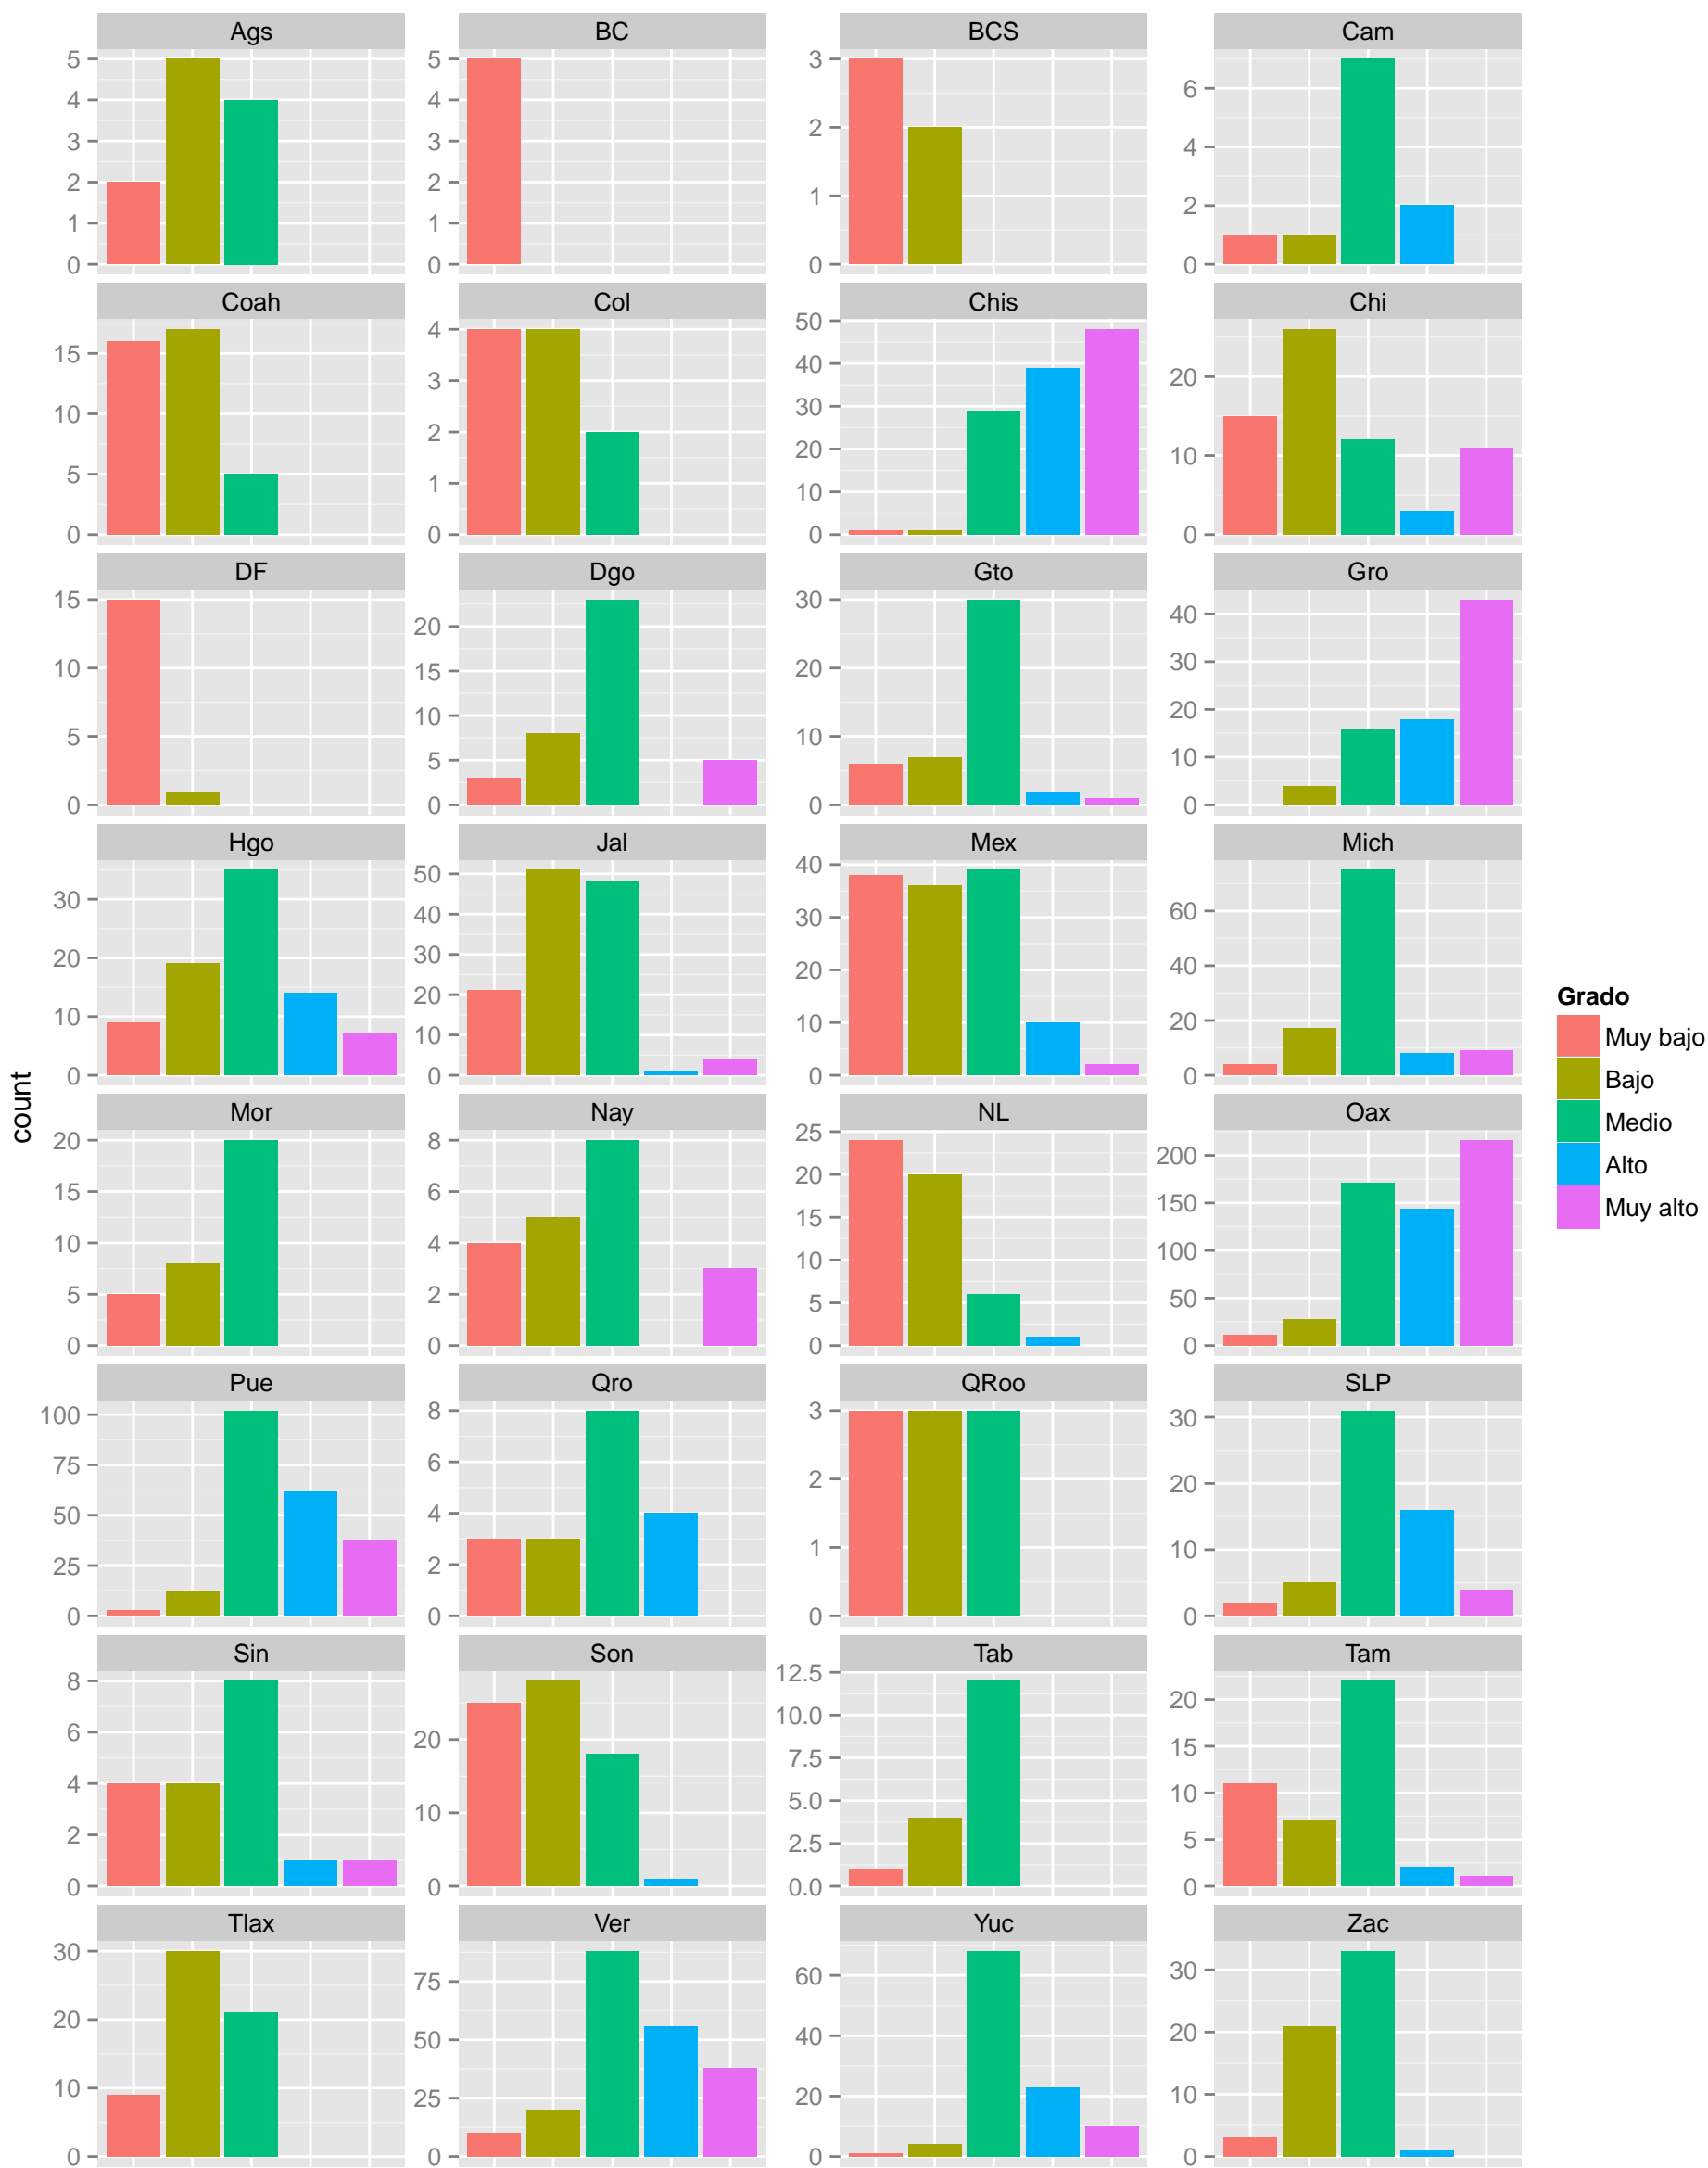 Ags BC BCS Cam
5 4 3 2 1 0
5 4 3 2 1 0
3 2 1 0
6 4 2 0
Coah Col Chis Chi
15 10 5 0
4 3 2 1 0
50 40 30 20 10 0
20 10 0
DF Dgo Gto Gro
15 10 5 0
20 15 10 5 0
30 20 10 0
40 30 20 10 0
Hgo Jal Mex Mich
30 20 10 0
50 40 30 20 10 0
40 30 20 10 0
60 40 20 0
Mor Nay NL Oax
20 15 10 5 0
8 6 4 2 0
25 20 15 10 5 0
200 150 100 50 0
Pue Qro QRoo SLP
100 75 50 25 0
8 6 4 2 0
3 2 1 0
30 20 10 0
Sin Son Tab Tam
8 6 4 2 0
20 10 0
12.5 10.0 7.5 5.0 2.5 0.0
20 15 10 5 0
Tlax Ver Yuc Zac
30 20 10 0
75 50 25 0
60 40 20 0
30 20 10 0
count
Grado
Muy bajo
Bajo
Medio
Alto
Muy alto